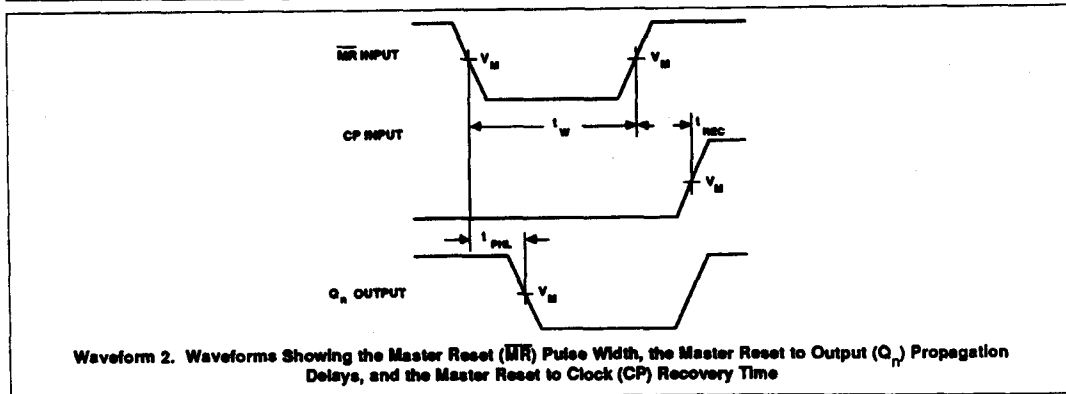 M̅R̅ INPUT
V_M
V_M
t_W
t_REC
CP INPUT
V_M
t_PHL
Q_n OUTPUT
V_M
Waveform 2. Waveforms Showing the Master Reset (M̅R̅) Pulse Width, the Master Reset to Output (Q_n) Propagation
Delays, and the Master Reset to Clock (CP) Recovery Time